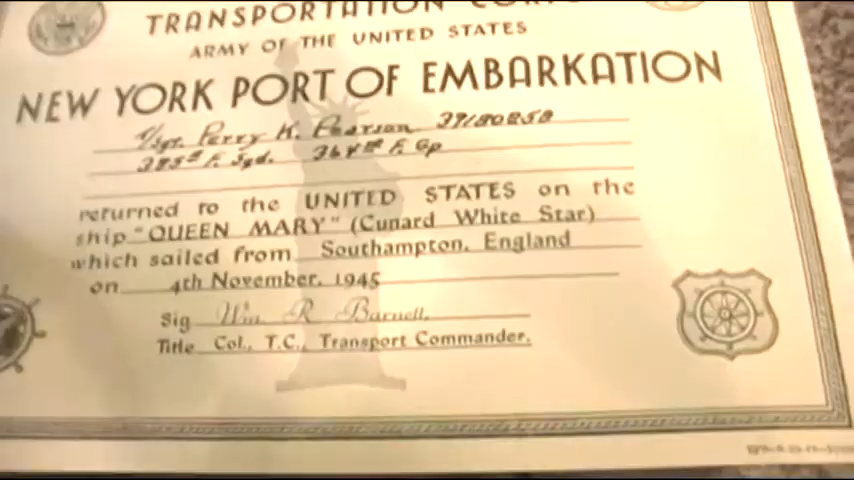 TRANSPORTATION CORPS
ARMY OF THE UNITED STATES
NEW YORK PORT OF EMBARKATION
T/Sgt. Perry K. Pearson 37180258
385th F. Sqd. 364th F. Gp
returned to the UNITED STATES on the
ship "QUEEN MARY" (Cunard White Star)
which sailed from Southampton, England
on 4th November, 1945
Sig Wm R Barnell,
Title Col., T.C., Transport Commander.